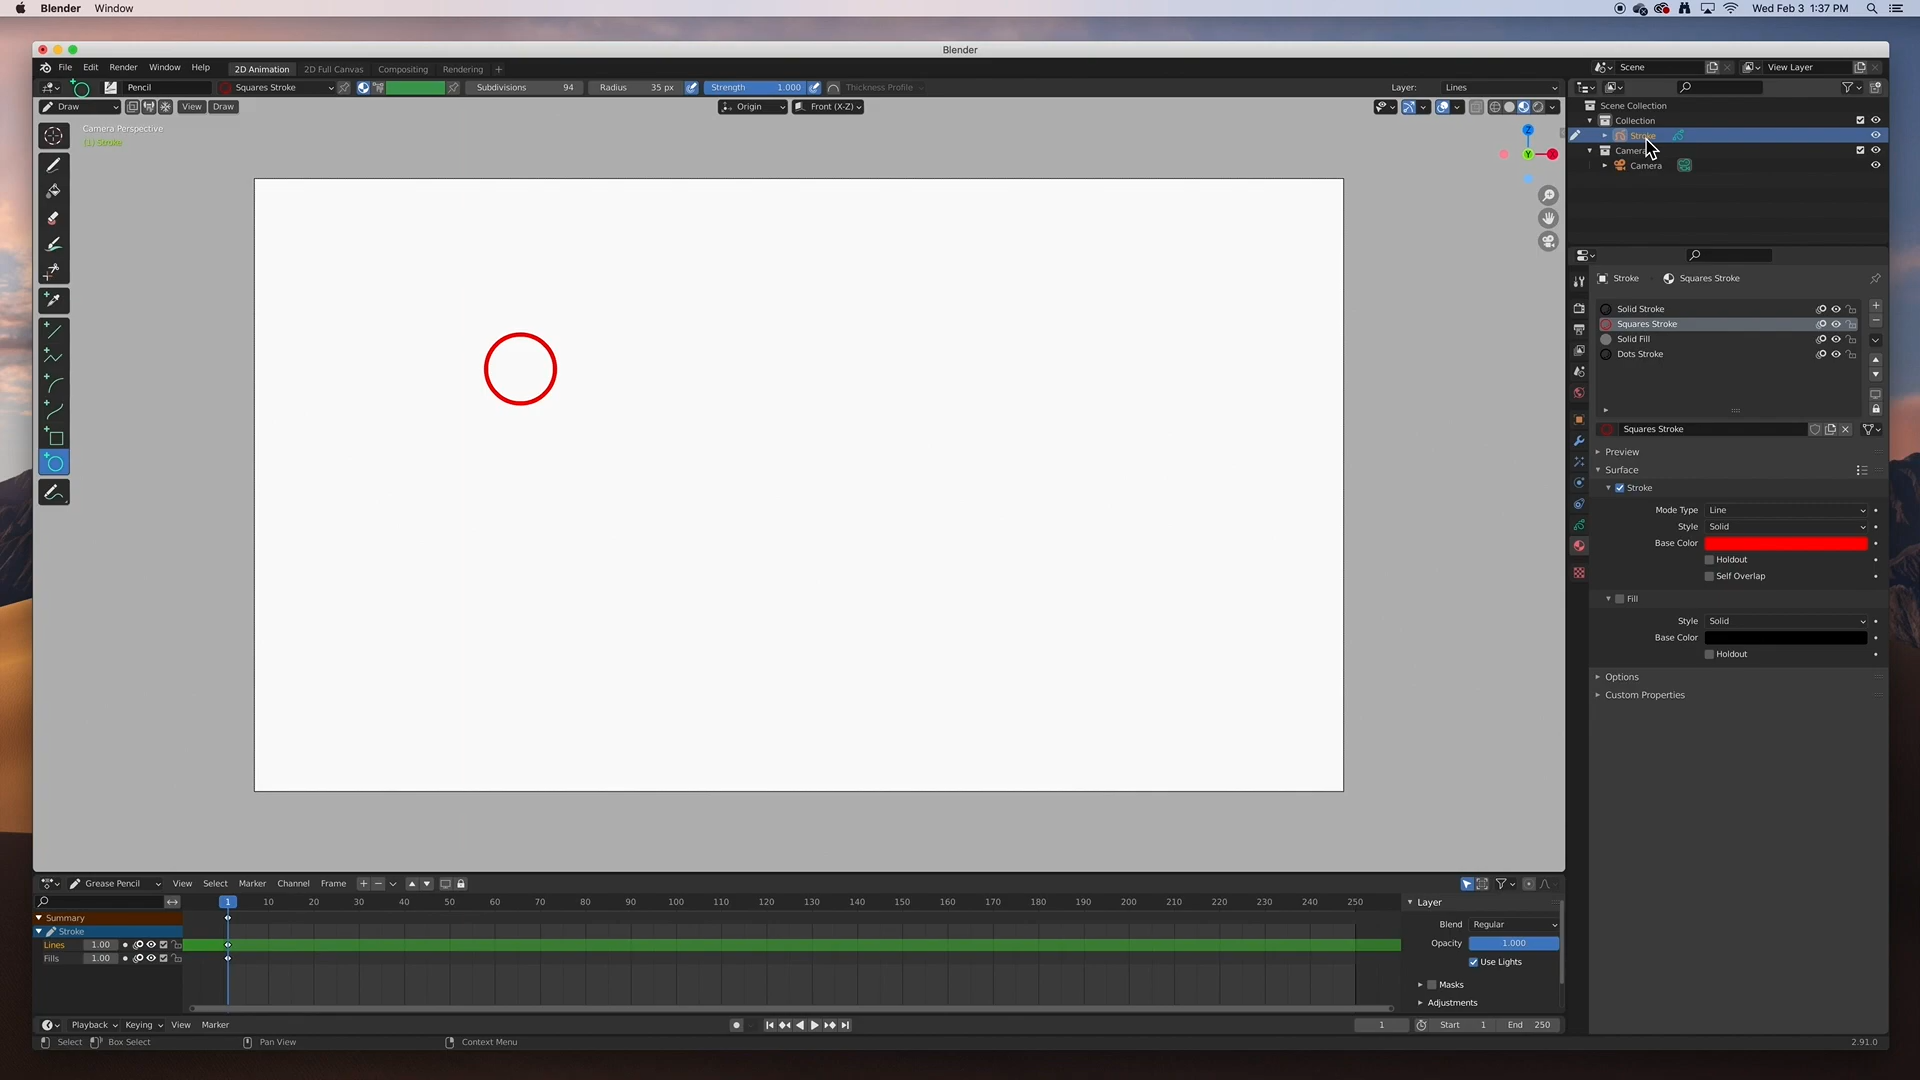 Blender Window Wed Feb 3 1:37 PM
Blender
File Edit Render Window Help 2D Animation 2D Full Canvas Compositing Rendering + Scene View Layer
Pencil Squares Stroke Subdivisions 94 Radius 35 px Strength 1.000 Thickness Profile Layer: Lines
Draw View Draw Origin Front (X-Z)
Camera Perspective
(1) Stroke
Z
Y
Scene Collection
Collection
Stroke
Camera
Camera
Stroke Squares Stroke
Solid Stroke
Squares Stroke
Solid Fill
Dots Stroke
Squares Stroke
Preview
Surface
Stroke
Mode Type Line
Style Solid
Base Color
Holdout
Self Overlap
Fill
Style Solid
Base Color
Holdout
Options
Custom Properties
Grease Pencil View Select Marker Channel Frame
1 10 20 30 40 50 60 70 80 90 100 110 120 130 140 150 160 170 180 190 200 210 220 230 240 250
Summary
Stroke
Lines 1.00
Fills 1.00
Layer
Blend Regular
Opacity 1.000
Use Lights
Masks
Adjustments
Playback Keying View Marker 1 Start 1 End 250
Select Box Select Pan View Context Menu 2.91.0